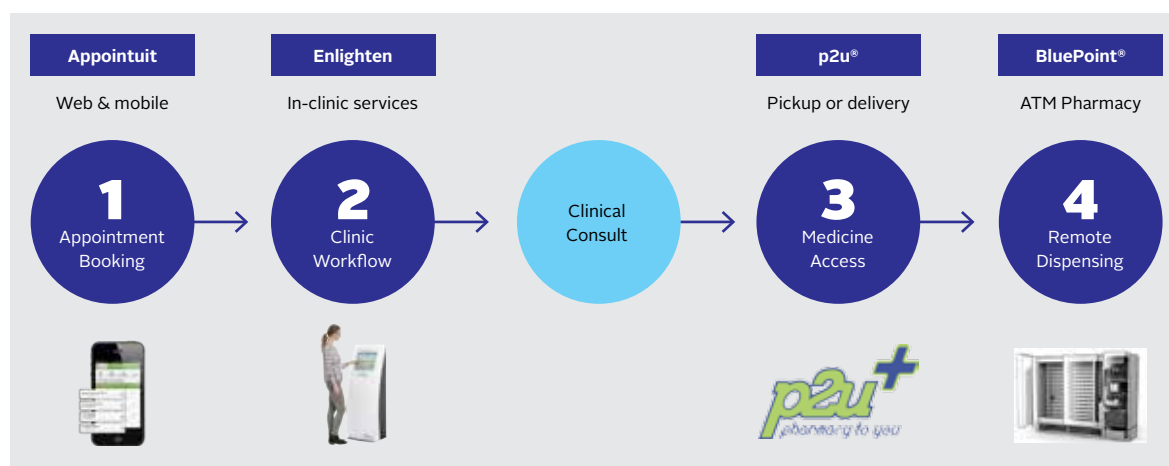 Appointuit
Enlighten
p2u®
BluePoint®
Web & mobile
In-clinic services
Pickup or delivery
ATM Pharmacy
1
Appointment
Booking
2
Clinic
Workflow
Clinical
Consult
3
Medicine
Access
4
Remote
Dispensing
p2u+
pharmacy to you